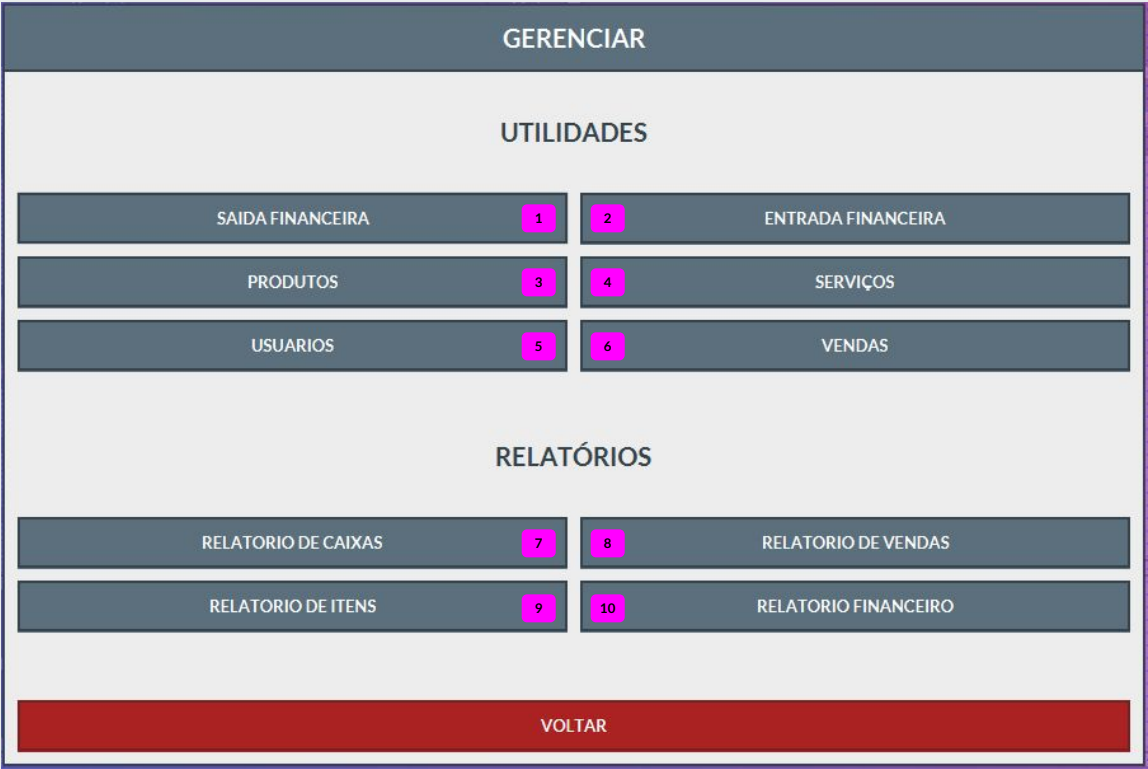 GERENCIAR
UTILIDADES
SAIDA FINANCEIRA 1 2 ENTRADA FINANCEIRA
PRODUTOS 3 4 SERVIÇOS
USUARIOS 5 6 VENDAS
RELATÓRIOS
RELATORIO DE CAIXAS 7 8 RELATORIO DE VENDAS
RELATORIO DE ITENS 9 10 RELATORIO FINANCEIRO
VOLTAR